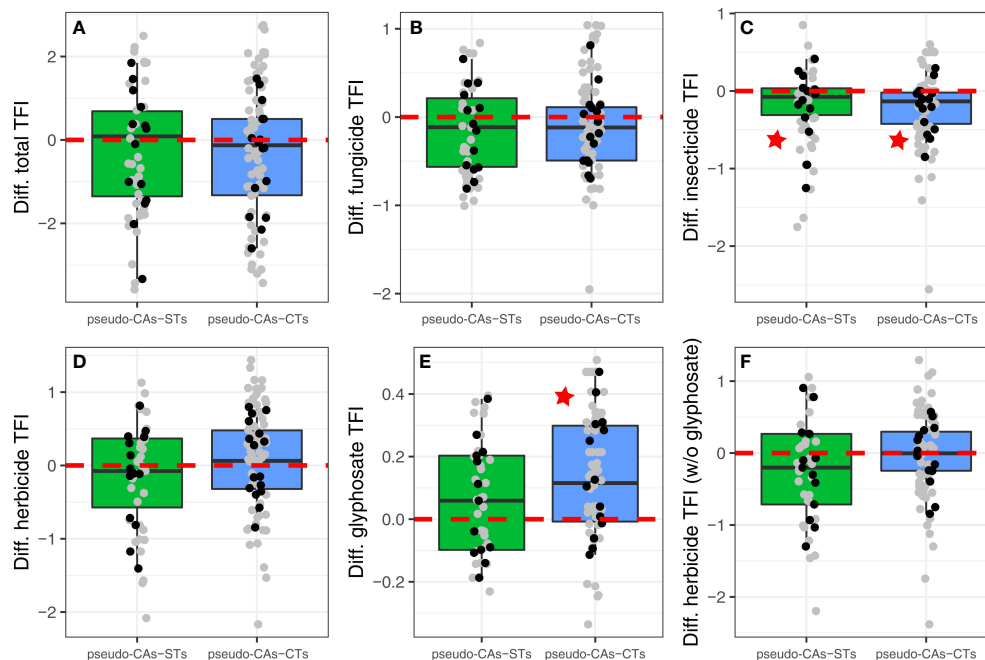 A
Diff. total TFI
2
0
−2
pseudo−CAs−STs pseudo−CAs−CTs
B
Diff. fungicide TFI
1
0
−1
−2
pseudo−CAs−STs pseudo−CAs−CTs
C
Diff. insecticide TFI
1
0
−1
−2
pseudo−CAs−STs pseudo−CAs−CTs
D
Diff. herbicide TFI
1
0
−1
−2
pseudo−CAs−STs pseudo−CAs−CTs
E
Diff. glyphosate TFI
0.4
0.2
0.0
−0.2
pseudo−CAs−STs pseudo−CAs−CTs
F
Diff. herbicide TFI (w/o glyphosate)
1
0
−1
−2
pseudo−CAs−STs pseudo−CAs−CTs